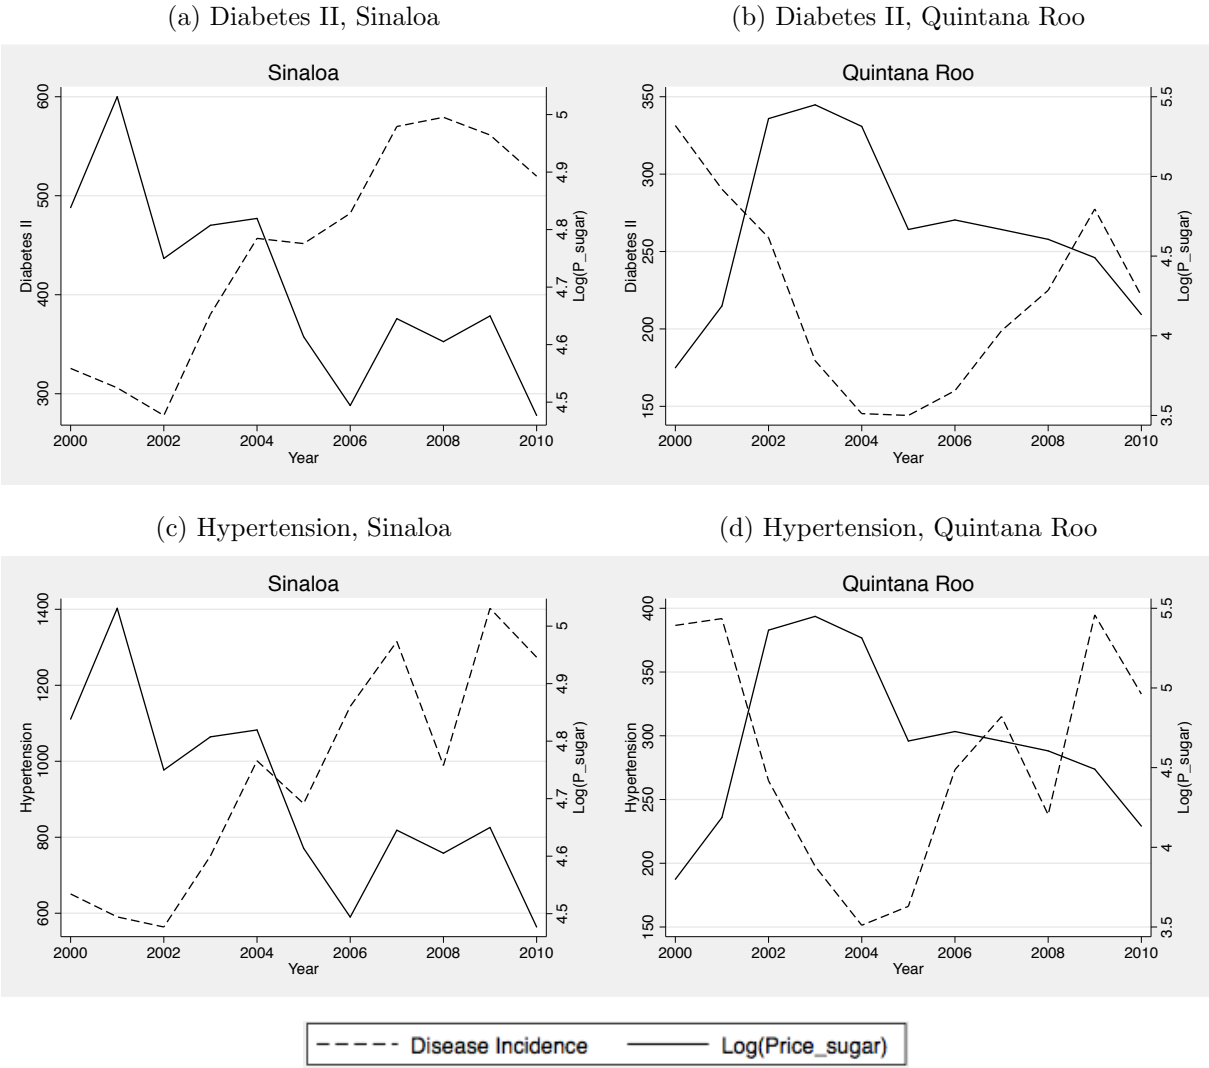 (a) Diabetes II, Sinaloa
(b) Diabetes II, Quintana Roo
Sinaloa
Diabetes II
600
500
400
300
Log(P_sugar)
5
4.9
4.8
4.7
4.6
4.5
2000 2002 2004 2006 2008 2010
Year
Quintana Roo
Diabetes II
350
300
250
200
150
Log(P_sugar)
5.5
5
4.5
4
3.5
2000 2002 2004 2006 2008 2010
Year
(c) Hypertension, Sinaloa
(d) Hypertension, Quintana Roo
Sinaloa
Hypertension
1400
1200
1000
800
600
Log(P_sugar)
5
4.9
4.8
4.7
4.6
4.5
2000 2002 2004 2006 2008 2010
Year
Quintana Roo
Hypertension
400
350
300
250
200
150
Log(P_sugar)
5.5
5
4.5
4
3.5
2000 2002 2004 2006 2008 2010
Year
Disease Incidence Log(Price_sugar)